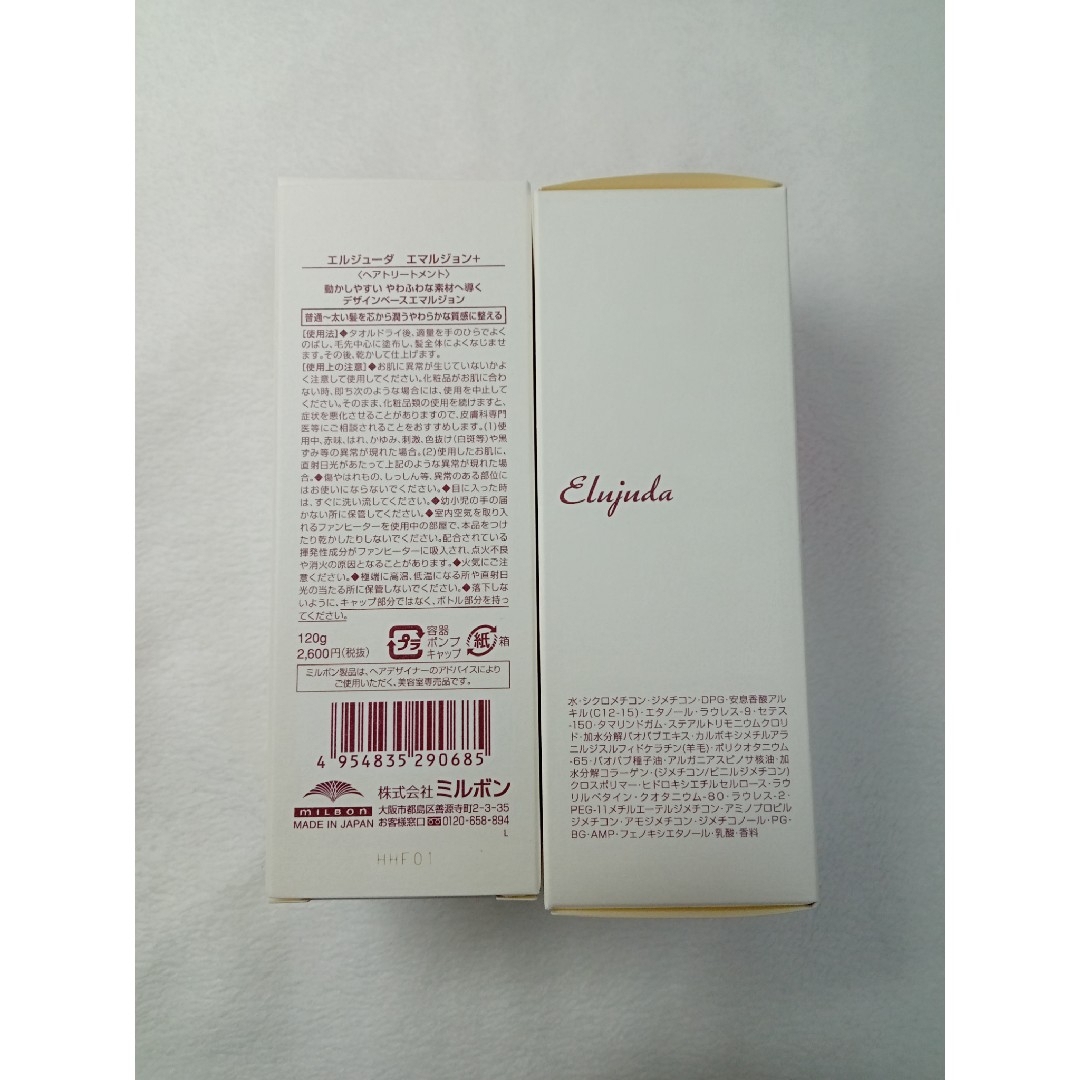 エルジューダ エマルジョン+
〈ヘアトリートメント〉
動かしやすい やわふわな素材へ導く
デザインベースエマルジョン
普通〜太い髪を芯から潤うやわらかな質感に整える
[使用法]◆タオルドライ後、適量を手のひらでよく
のばし、毛先中心に塗布し、髪全体によくなじませ
ます。その後、乾かして仕上げます。
[使用上の注意]◆お肌に異常が生じていないかよ
く注意して使用してください。化粧品がお肌に合わ
ない時、即ち次のような場合には、使用を中止して
ください。そのまま、化粧品類の使用を続けますと、
症状を悪化させることがありますので、皮膚科専門
医等にご相談されることをおすすめします。(1)使
用中、赤味、はれ、かゆみ、刺激、色抜け(白斑等)や黒
ずみ等の異常が現れた場合。(2)使用したお肌に、
直射日光があたって上記のような異常が現れた場
合。◆傷やはれもの、しっしん等、異常のある部位に
はお使いにならないでください。◆目に入った時
は、すぐに洗い流してください。◆幼小児の手の届
かない所に保管してください。◆室内空気を取り入
れるファンヒーターを使用中の部屋で、本品をつけ
たり乾かしたりしないでください。配合されている
揮発性成分がファンヒーターに吸入され、点火不良
や消火の原因となることがあります。◆火気にご注
意ください。◆極端に高温、低温になる所や直射日
光の当たる所に保管しないでください。◆落下しな
いように、キャップ部分ではなく、ボトル部分を持っ
てください。
120g
2,600円(税抜)
プラ
容器
ポンプ
キャップ
紙
箱
ミルボン製品は、ヘアデザイナーのアドバイスにより
ご使用いただく、美容室専売品です。
4 954835 290685
milbon
MADE IN JAPAN
株式会社 ミルボン
大阪市都島区善源寺町2-3-35
お客様窓口 0120-658-894
L
HHF01
Elujuda
水・シクロメチコン・ジメチコン・DPG・安息香酸アル
キル(C12-15)・エタノール・ラウレス-9・セテス
-150・タマリンドガム・ステアルトリモニウムクロリ
ド・加水分解バオバブエキス・カルボキシメチルアラ
ニルジスルフィドケラチン(羊毛)・ポリクオタニウム
-65・バオバブ種子油・アルガニアスピノサ核油・加
水分解コラーゲン・(ジメチコン/ビニルジメチコン)
クロスポリマー・ヒドロキシエチルセルロース・ラウ
リルベタイン・クオタニウム-80・ラウレス-2・
PEG-11メチルエーテルジメチコン・アミノプロピル
ジメチコン・アモジメチコン・ジメチコノール・PG・
BG・AMP・フェノキシエタノール・乳酸・香料